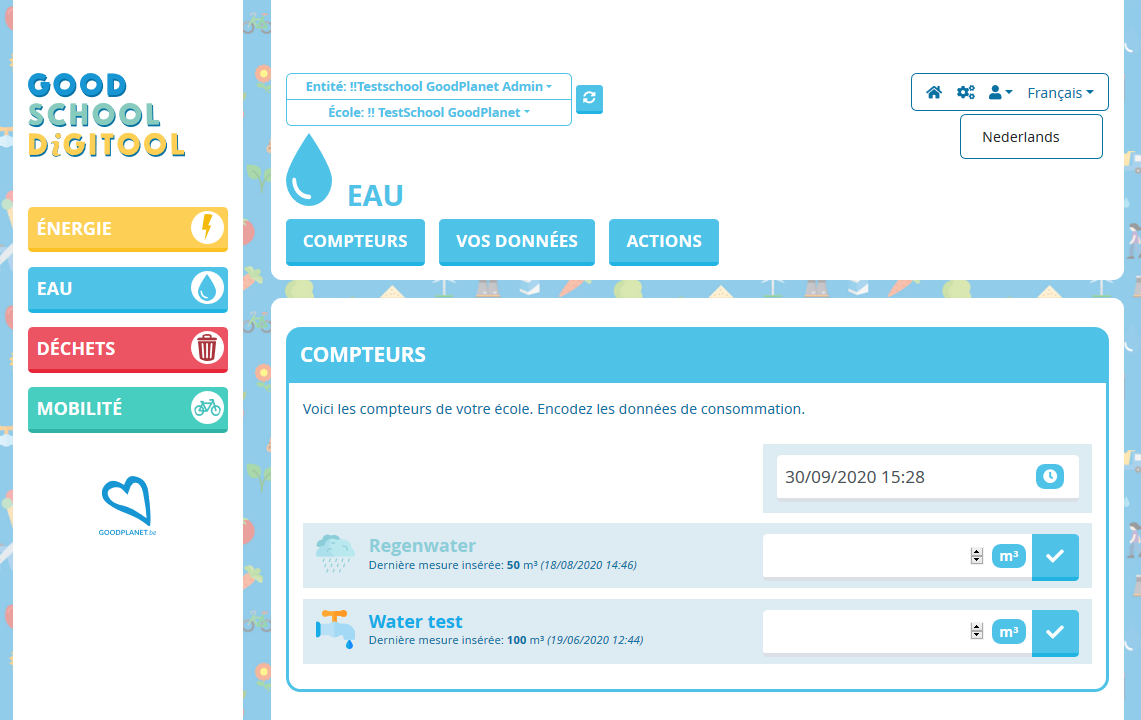 GOOD
SCHOOL
DiGITOOL
ÉNERGIE
EAU
DÉCHETS
MOBILITÉ
GOODPLANET.be
Entité: !!Testschool GoodPlanet Admin
École: !! TestSchool GoodPlanet
Français
Nederlands
EAU
COMPTEURS VOS DONNÉES ACTIONS
COMPTEURS
Voici les compteurs de votre école. Encodez les données de consommation.
30/09/2020 15:28
Regenwater
Dernière mesure insérée: 50 m³ (18/08/2020 14:46)
m³
Water test
Dernière mesure insérée: 100 m³ (19/06/2020 12:44)
m³